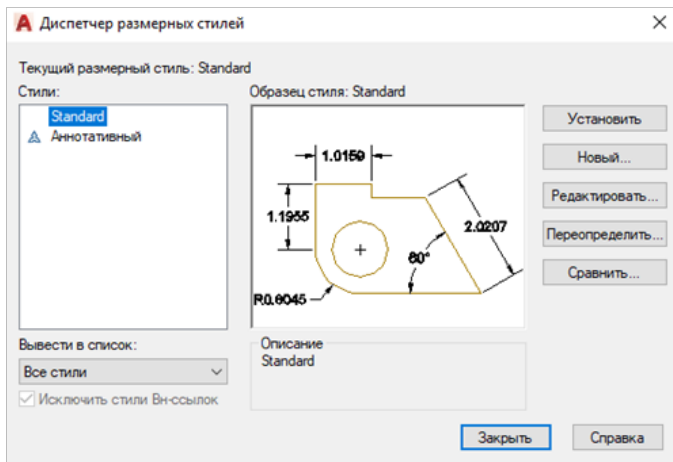 Диспетчер размерных стилей
Текущий размерный стиль: Standard
Стили:
Standard
Аннотативный
Образец стиля: Standard
1.0159
1.1955
2.0207
60°
R0.6045
Установить
Новый...
Редактировать...
Переопределить...
Сравнить...
Вывести в список:
Все стили
Исключить стили Вн-ссылок
Описание
Standard
Закрыть
Справка